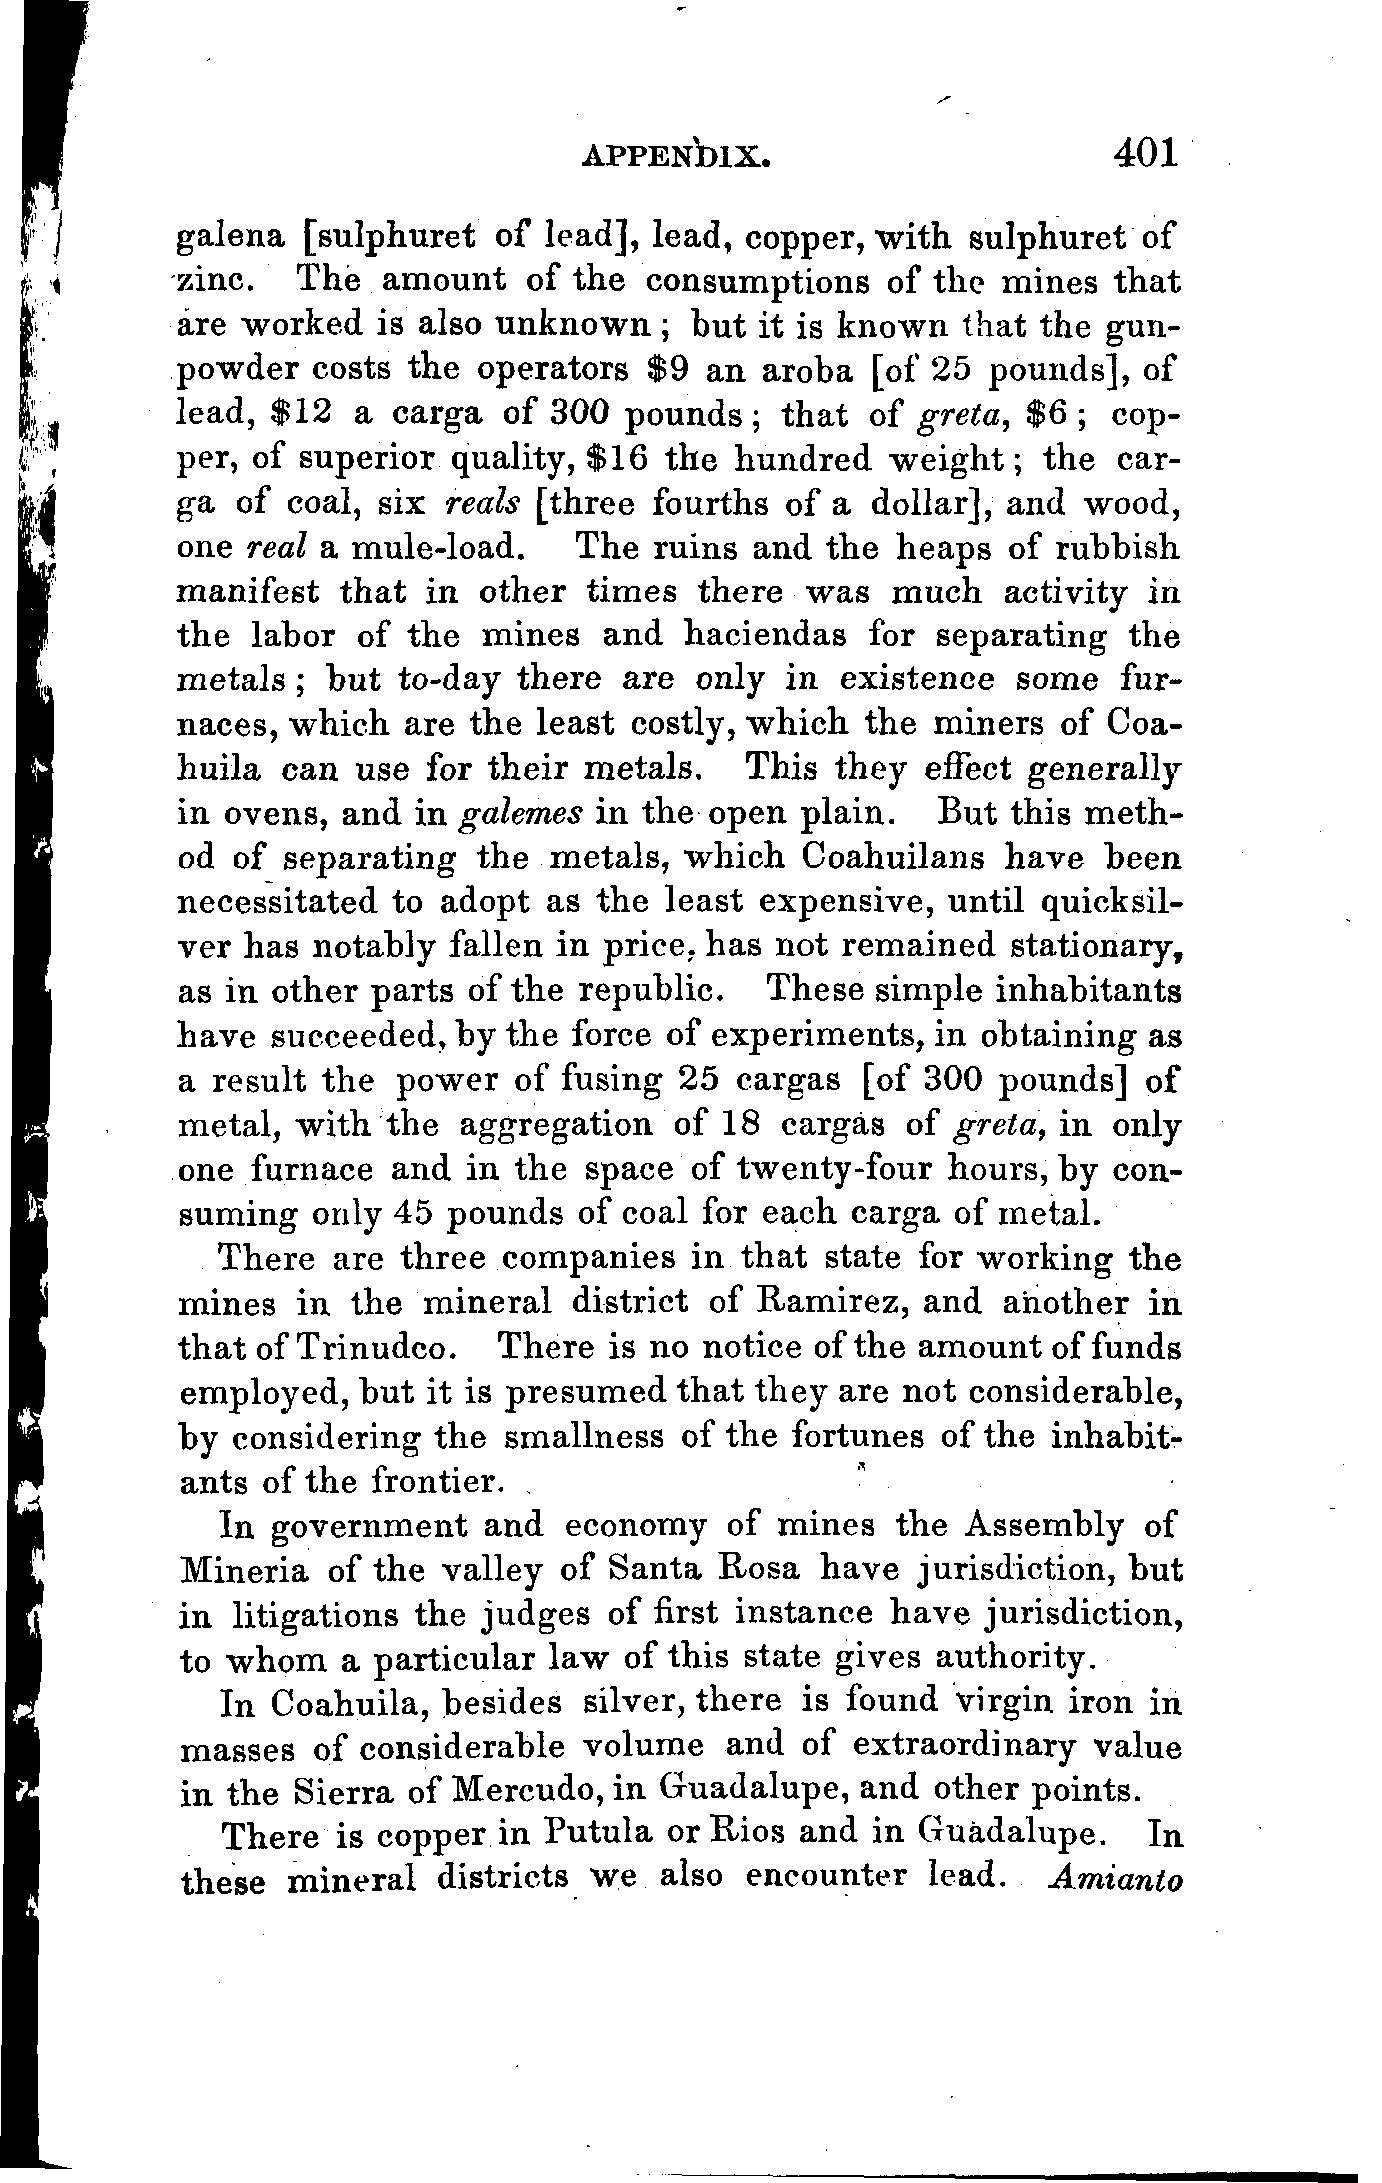 APPENDIX. 401
galena [sulphuret of lead], lead, copper, with sulphuret of
zinc. The amount of the consumptions of the mines that
are worked is also unknown; but it is known that the gun-
powder costs the operators $9 an aroba [of 25 pounds], of
lead, $12 a carga of 300 pounds; that of greta, $6; cop-
per, of superior quality, $16 the hundred weight; the car-
ga of coal, six reals [three fourths of a dollar], and wood,
one real a mule-load. The ruins and the heaps of rubbish
manifest that in other times there was much activity in
the labor of the mines and haciendas for separating the
metals; but to-day there are only in existence some fur-
naces, which are the least costly, which the miners of Coa-
huila can use for their metals. This they effect generally
in ovens, and in galemes in the open plain. But this meth-
od of separating the metals, which Coahuilans have been
necessitated to adopt as the least expensive, until quicksil-
ver has notably fallen in price, has not remained stationary,
as in other parts of the republic. These simple inhabitants
have succeeded, by the force of experiments, in obtaining as
a result the power of fusing 25 cargas [of 300 pounds] of
metal, with the aggregation of 18 cargas of greta, in only
one furnace and in the space of twenty-four hours, by con-
suming only 45 pounds of coal for each carga of metal.
There are three companies in that state for working the
mines in the mineral district of Ramirez, and another in
that of Trinudco. There is no notice of the amount of funds
employed, but it is presumed that they are not considerable,
by considering the smallness of the fortunes of the inhabit-
ants of the frontier.
In government and economy of mines the Assembly of
Mineria of the valley of Santa Rosa have jurisdiction, but
in litigations the judges of first instance have jurisdiction,
to whom a particular law of this state gives authority.
In Coahuila, besides silver, there is found virgin iron in
masses of considerable volume and of extraordinary value
in the Sierra of Mercudo, in Guadalupe, and other points.
There is copper in Putula or Rios and in Guadalupe. In
these mineral districts we also encounter lead. Amianto